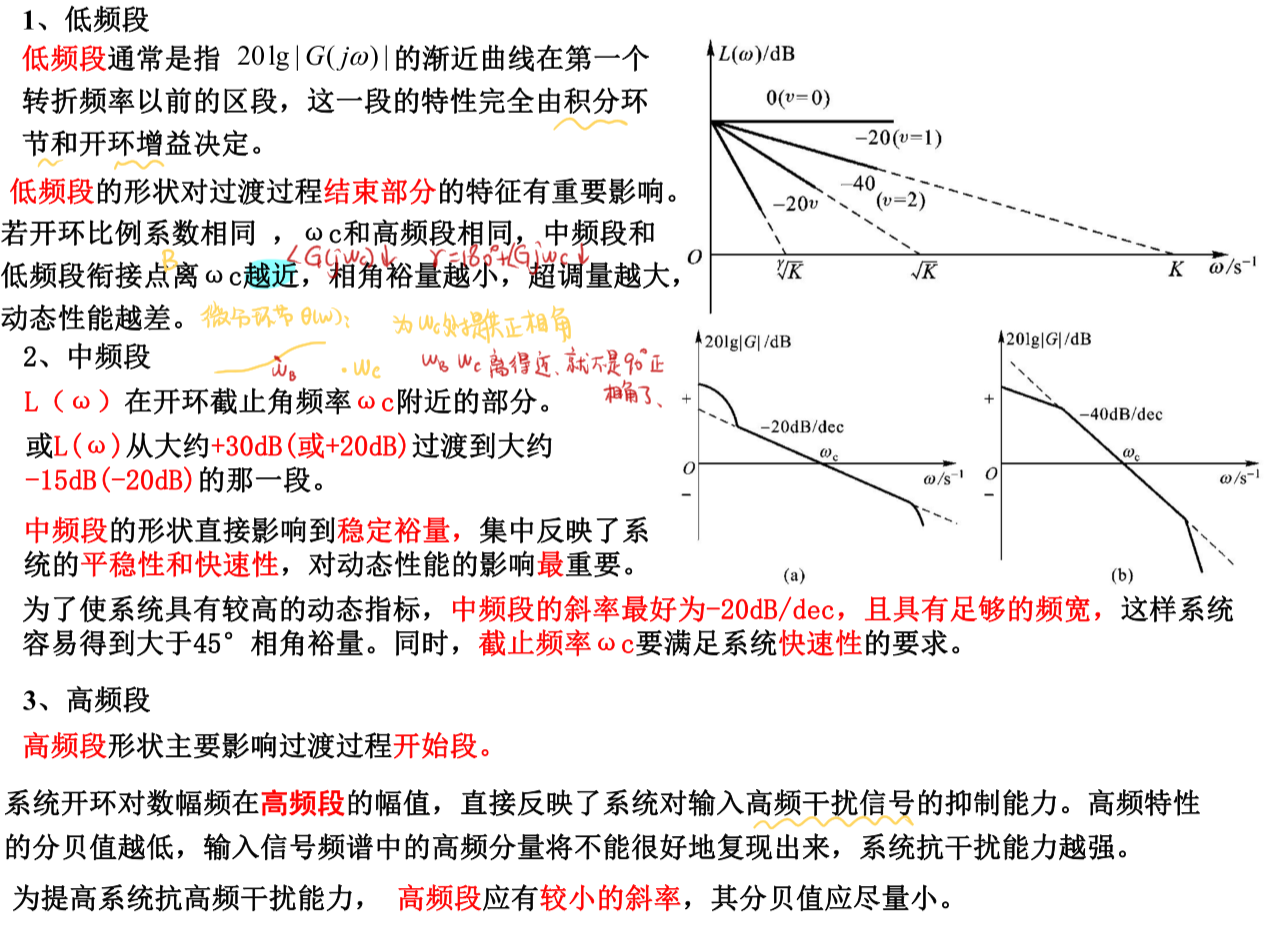 1、低频段
低频段通常是指 20lg|G(jω)|的渐近曲线在第一个
转折频率以前的区段，这一段的特性完全由积分环
节和开环增益决定。
低频段的形状对过渡过程结束部分的特征有重要影响。
若开环比例系数相同 ，ωc和高频段相同，中频段和
B ∠G(jωc)↓ γ=180°+∠Gjωc↓
低频段衔接点离ωc越近，相角裕量越小，超调量越大，
动态性能越差。
微分环节θ(ω)： 为ωc处提供正相角
ωB ·ωc
ωB ωc 离得近、就不是90°正
相角了、
2、中频段
L（ω）在开环截止角频率ωc附近的部分。
或L(ω)从大约+30dB(或+20dB)过渡到大约
-15dB(-20dB)的那一段。
中频段的形状直接影响到稳定裕量，集中反映了系
统的平稳性和快速性，对动态性能的影响最重要。
为了使系统具有较高的动态指标，中频段的斜率最好为-20dB/dec，且具有足够的频宽，这样系统
容易得到大于45°相角裕量。同时，截止频率ωc要满足系统快速性的要求。
3、高频段
高频段形状主要影响过渡过程开始段。
系统开环对数幅频在高频段的幅值，直接反映了系统对输入高频干扰信号的抑制能力。高频特性
的分贝值越低，输入信号频谱中的高频分量将不能很好地复现出来，系统抗干扰能力越强。
为提高系统抗高频干扰能力， 高频段应有较小的斜率，其分贝值应尽量小。
L(ω)/dB
0(υ=0)
−20(υ=1)
−40
(υ=2)
−20υ
O ᵛ√K √K K ω/s⁻¹
20lg|G|/dB
+
−20dB/dec
ωc
O
ω/s⁻¹
−
(a)
20lg|G|/dB
+
−40dB/dec
ωc
O
ω/s⁻¹
−
(b)